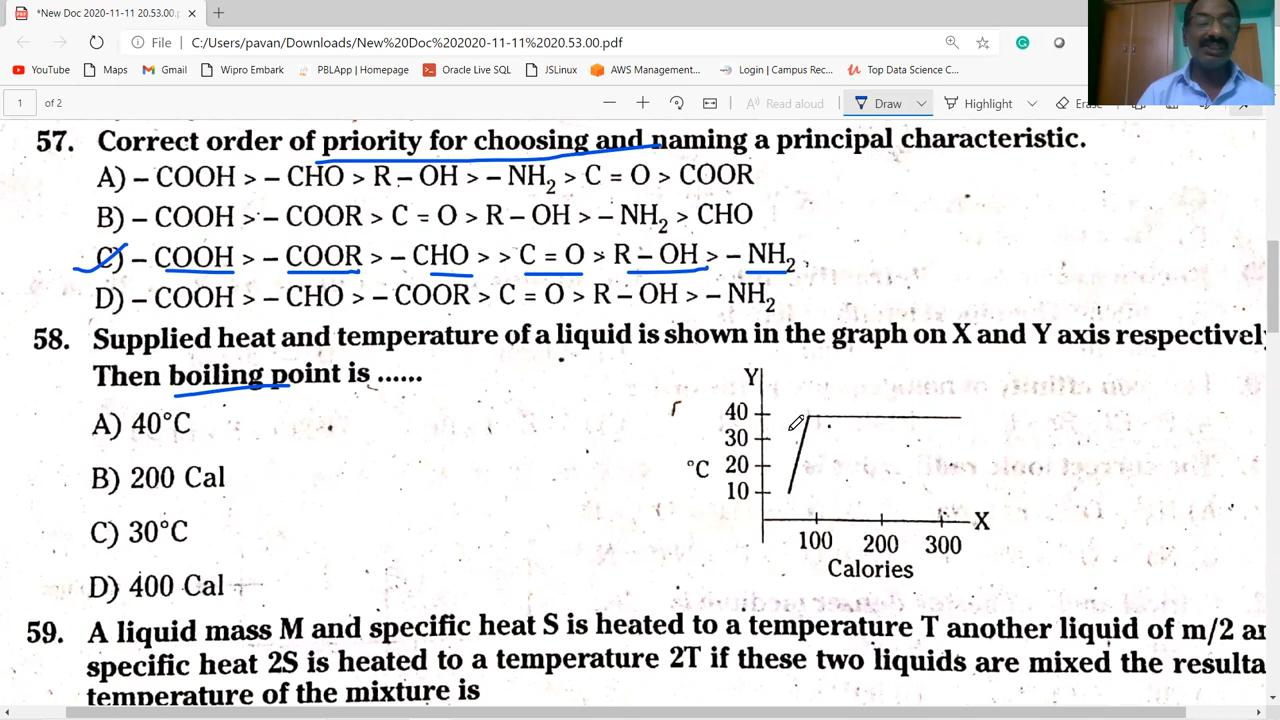 *New Doc 2020-11-11 20.53.00.p
File C:/Users/pavan/Downloads/New%20Doc%202020-11-11%2020.53.00.pdf
YouTube Maps Gmail Wipro Embark PBLApp | Homepage Oracle Live SQL JSLinux AWS Management... Login | Campus Rec... Top Data Science C...
1 of 2 Read aloud Draw Highlight Erase
57. Correct order of priority for choosing and naming a principal characteristic.
A) – COOH > – CHO > R – OH > – NH₂ > C = O > COOR
B) – COOH > – COOR > C = O > R – OH > – NH₂ > CHO
C) – COOH > – COOR > – CHO > > C = O > R – OH > – NH₂
D) – COOH > – CHO > – COOR > C = O > R – OH > – NH₂
58. Supplied heat and temperature of a liquid is shown in the graph on X and Y axis respectively
Then boiling point is ......
A) 40°C
B) 200 Cal
C) 30°C
D) 400 Cal
Y
40
30
°C 20
10
X
100 200 300
Calories
59. A liquid mass M and specific heat S is heated to a temperature T another liquid of m/2 an
specific heat 2S is heated to a temperature 2T if these two liquids are mixed the resulta
temperature of the mixture is